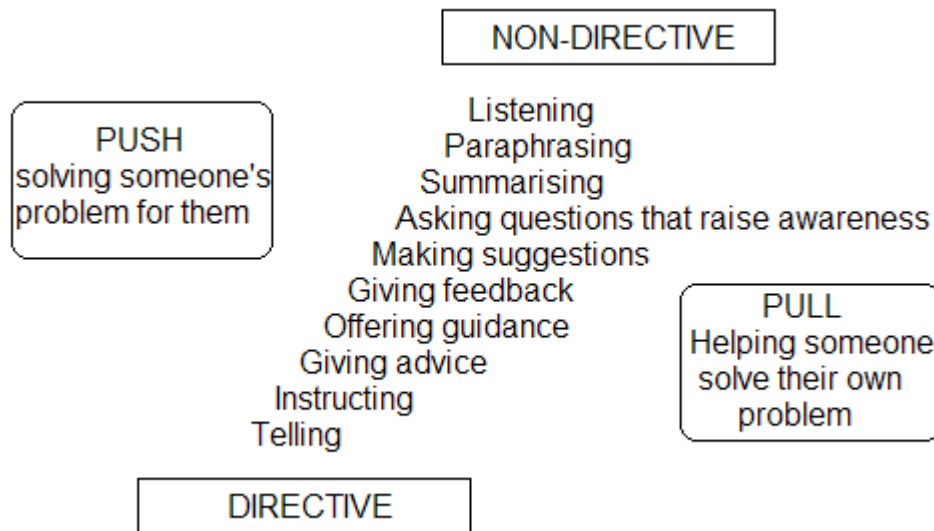 NON-DIRECTIVE
PUSH
solving someone's
problem for them
Listening
Paraphrasing
Summarising
Asking questions that raise awareness
Making suggestions
Giving feedback
Offering guidance
Giving advice
Instructing
Telling
PULL
Helping someone
solve their own
problem
DIRECTIVE